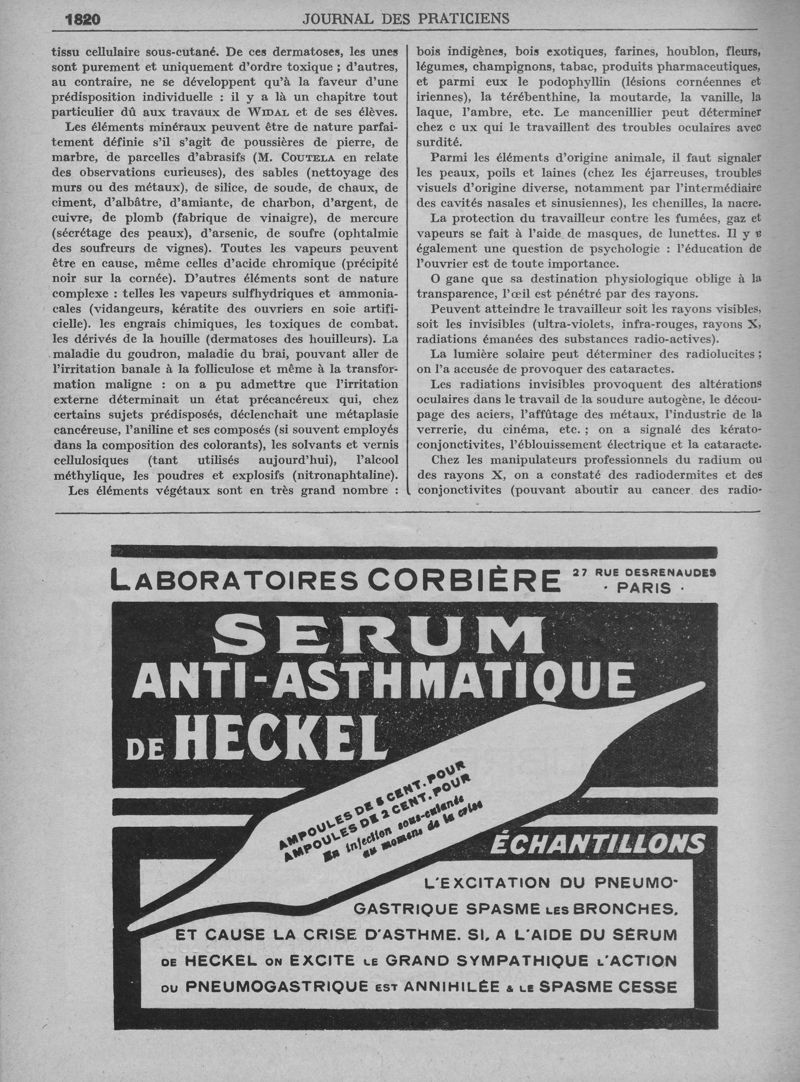 1820
JOURNAL DES PRATICIENS
tissu cellulaire sous-cutané. De ces dermatoses, les unes
sont purement et uniquement d'ordre toxique ; d'autres,
au contraire, ne se développent qu'à la faveur d'une
prédisposition individuelle : il y a là un chapitre tout
particulier dû aux travaux de WIDAL et de ses élèves.
Les éléments minéraux peuvent être de nature parfai-
tement définie s'il s'agit de poussières de pierre, de
marbre, de parcelles d'abrasifs (M. COUTELA en relate
des observations curieuses), des sables (nettoyage des
murs ou des métaux), de silice, de soude, de chaux, de
ciment, d'albâtre, d'amiante, de charbon, d'argent, de
cuivre, de plomb (fabrique de vinaigre), de mercure
(sécrétage des peaux), d'arsenic, de soufre (ophtalmie
des soufreurs de vignes). Toutes les vapeurs peuvent
être en cause, même celles d'acide chromique (précipité
noir sur la cornée). D'autres éléments sont de nature
complexe : telles les vapeurs sulfhydriques et ammonia-
cales (vidangeurs, kératite des ouvriers en soie artifi-
cielle). les engrais chimiques, les toxiques de combat.
les dérivés de la houille (dermatoses des houilleurs). La
maladie du goudron, maladie du brai, pouvant aller de
l'irritation banale à la folliculose et même à la transfor-
mation maligne : on a pu admettre que l'irritation
externe déterminait un état précancéreux qui, chez
certains sujets prédisposés, déclenchait une métaplasie
cancéreuse, l'aniline et ses composés (si souvent employés
dans la composition des colorants), les solvants et vernis
cellulosiques (tant utilisés aujourd'hui), l'alcool
méthylique, les poudres et explosifs (nitronaphtaline).
Les éléments végétaux sont en très grand nombre :
bois indigènes, bois exotiques, farines, houblon, fleurs,
légumes, champignons, tabac, produits pharmaceutiques,
et parmi eux le podophyllin (lésions cornéennes et
iriennes), la térébenthine, la moutarde, la vanille, la
laque, l'ambre, etc. Le mancenillier peut déterminer
chez c ux qui le travaillent des troubles oculaires avec
surdité.
Parmi les éléments d'origine animale, il faut signaler
les peaux, poils et laines (chez les éjarreuses, troubles
visuels d'origine diverse, notamment par l'intermédiaire
des cavités nasales et sinusiennes), les chenilles, la nacre.
La protection du travailleur contre les fumées, gaz et
vapeurs se fait à l'aide de masques, de lunettes. Il y
également une question de psychologie : l'éducation de
l'ouvrier est de toute importance.
O gane que sa destination physiologique oblige à la
transparence, l'œil est pénétré par des rayons.
Peuvent atteindre le travailleur soit les rayons visibles,
soit les invisibles (ultra-violets, infra-rouges, rayons X,
radiations émanées des substances radio-actives).
La lumière solaire peut déterminer des radiolucites ;
on l'a accusée de provoquer des cataractes.
Les radiations invisibles provoquent des altérations
oculaires dans le travail de la soudure autogène, le décou-
page des aciers, l'affûtage des métaux, l'industrie de la
verrerie, du cinéma, etc. ; on a signalé des kérato-
conjonctivites, l'éblouissement électrique et la cataracte.
Chez les manipulateurs professionnels du radium ou
des rayons X, on a constaté des radiodermites et des
conjonctivites (pouvant aboutir au cancer des radio-
LABORATOIRES CORBIÈRE
27 RUE DESRENAUDES
· PARIS ·
SERUM
ANTI-ASTHMATIQUE
DE HECKEL
AMPOULES DE 5 CENT. POUR
AMPOULES DE 2 CENT. POUR
En injection sous-cutanée
au moment de la crise
ÉCHANTILLONS
L'EXCITATION DU PNEUMO-
GASTRIQUE SPASME LES BRONCHES,
ET CAUSE LA CRISE D'ASTHME. SI, A L'AIDE DU SÉRUM
DE HECKEL ON EXCITE LE GRAND SYMPATHIQUE L'ACTION
DU PNEUMOGASTRIQUE EST ANNIHILÉE & LE SPASME CESSE